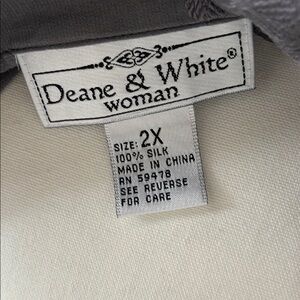 Deane & White®
woman
SIZE: 2X
100% SILK
MADE IN CHINA
RN 59478
SEE REVERSE
FOR CARE